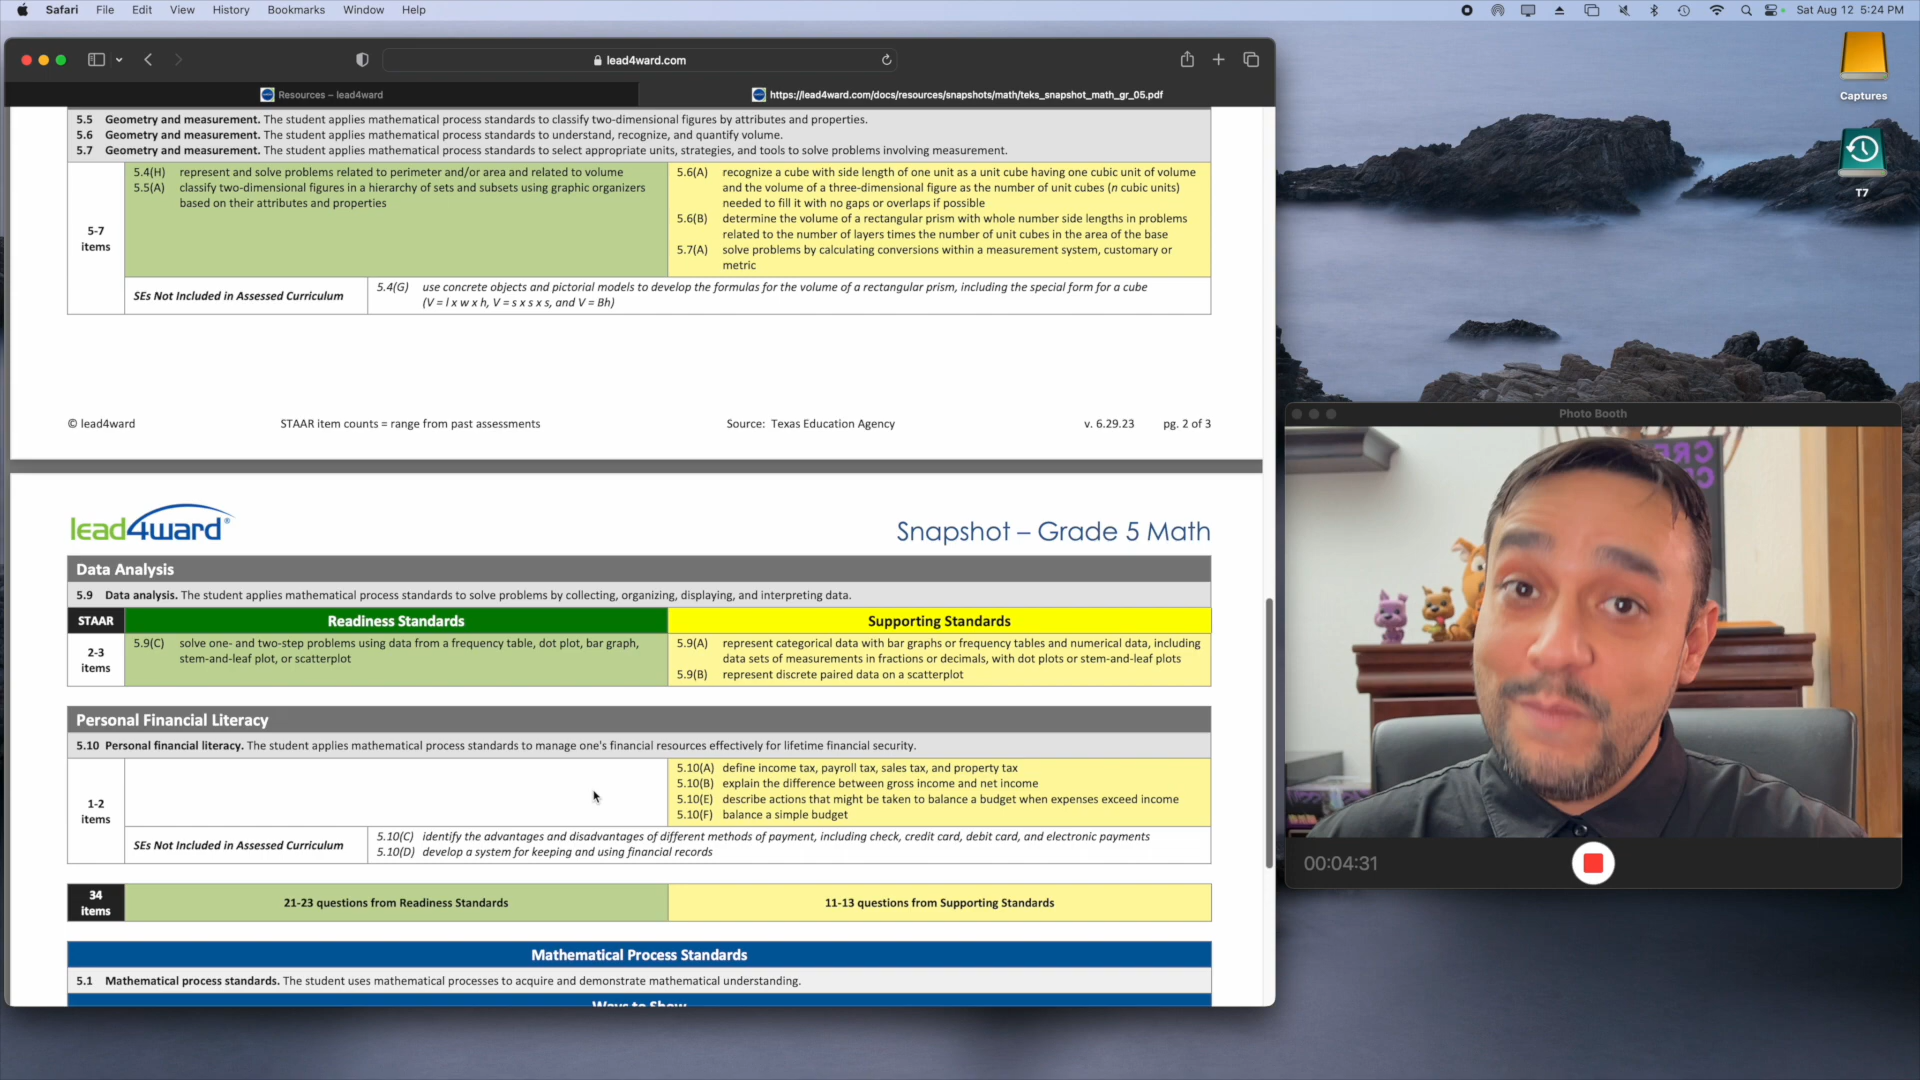 Safari File Edit View History Bookmarks Window Help
Sat Aug 12 5:24 PM
lead4ward.com
Resources – lead4ward
https://lead4ward.com/docs/resources/snapshots/math/teks_snapshot_math_gr_05.pdf
Captures
T7
5.5 Geometry and measurement. The student applies mathematical process standards to classify two-dimensional figures by attributes and properties.
5.6 Geometry and measurement. The student applies mathematical process standards to understand, recognize, and quantify volume.
5.7 Geometry and measurement. The student applies mathematical process standards to select appropriate units, strategies, and tools to solve problems involving measurement.
5-7
items
5.4(H) represent and solve problems related to perimeter and/or area and related to volume
5.5(A) classify two-dimensional figures in a hierarchy of sets and subsets using graphic organizers
based on their attributes and properties
5.6(A) recognize a cube with side length of one unit as a unit cube having one cubic unit of volume
and the volume of a three-dimensional figure as the number of unit cubes (n cubic units)
needed to fill it with no gaps or overlaps if possible
5.6(B) determine the volume of a rectangular prism with whole number side lengths in problems
related to the number of layers times the number of unit cubes in the area of the base
5.7(A) solve problems by calculating conversions within a measurement system, customary or
metric
SEs Not Included in Assessed Curriculum
5.4(G) use concrete objects and pictorial models to develop the formulas for the volume of a rectangular prism, including the special form for a cube
(V = l x w x h, V = s x s x s, and V = Bh)
© lead4ward STAAR item counts = range from past assessments Source: Texas Education Agency v. 6.29.23 pg. 2 of 3
lead4ward®
Snapshot – Grade 5 Math
Data Analysis
5.9 Data analysis. The student applies mathematical process standards to solve problems by collecting, organizing, displaying, and interpreting data.
STAAR Readiness Standards Supporting Standards
2-3
items
5.9(C) solve one- and two-step problems using data from a frequency table, dot plot, bar graph,
stem-and-leaf plot, or scatterplot
5.9(A) represent categorical data with bar graphs or frequency tables and numerical data, including
data sets of measurements in fractions or decimals, with dot plots or stem-and-leaf plots
5.9(B) represent discrete paired data on a scatterplot
Personal Financial Literacy
5.10 Personal financial literacy. The student applies mathematical process standards to manage one's financial resources effectively for lifetime financial security.
1-2
items
5.10(A) define income tax, payroll tax, sales tax, and property tax
5.10(B) explain the difference between gross income and net income
5.10(E) describe actions that might be taken to balance a budget when expenses exceed income
5.10(F) balance a simple budget
SEs Not Included in Assessed Curriculum
5.10(C) identify the advantages and disadvantages of different methods of payment, including check, credit card, debit card, and electronic payments
5.10(D) develop a system for keeping and using financial records
34
items
21-23 questions from Readiness Standards
11-13 questions from Supporting Standards
Mathematical Process Standards
5.1 Mathematical process standards. The student uses mathematical processes to acquire and demonstrate mathematical understanding.
Ways to Show
Photo Booth
00:04:31